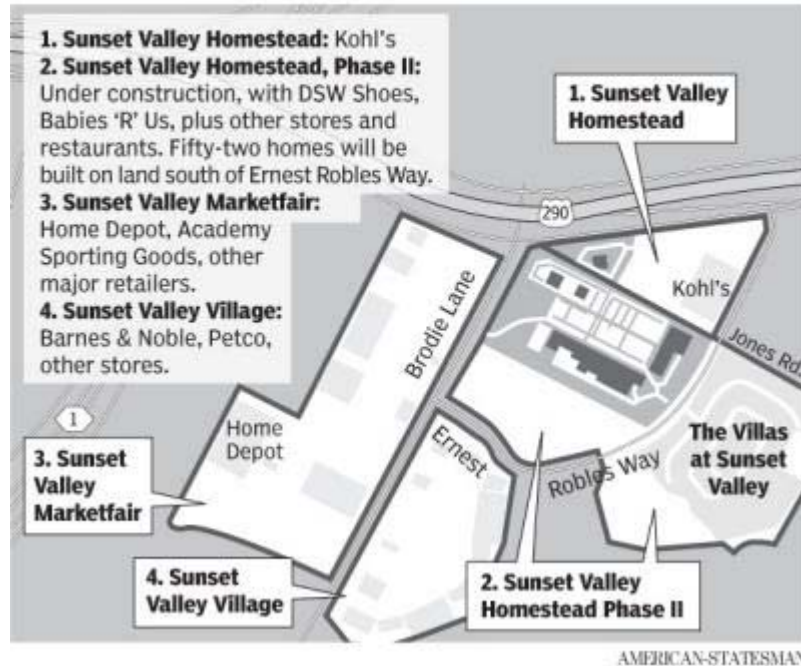 1. Sunset Valley Homestead: Kohl's
2. Sunset Valley Homestead, Phase II:
Under construction, with DSW Shoes,
Babies ‘R’ Us, plus other stores and
restaurants. Fifty-two homes will be
built on land south of Ernest Robles Way.
3. Sunset Valley Marketfair:
Home Depot, Academy
Sporting Goods, other
major retailers.
4. Sunset Valley Village:
Barnes & Noble, Petco,
other stores.
1. Sunset Valley
Homestead
290
Kohl's
Jones Rd.
Brodie Lane
1
Home
Depot
Ernest
Robles Way
The Villas
at Sunset
Valley
3. Sunset
Valley
Marketfair
4. Sunset
Valley Village
2. Sunset Valley
Homestead Phase II
AMERICAN-STATESMAN